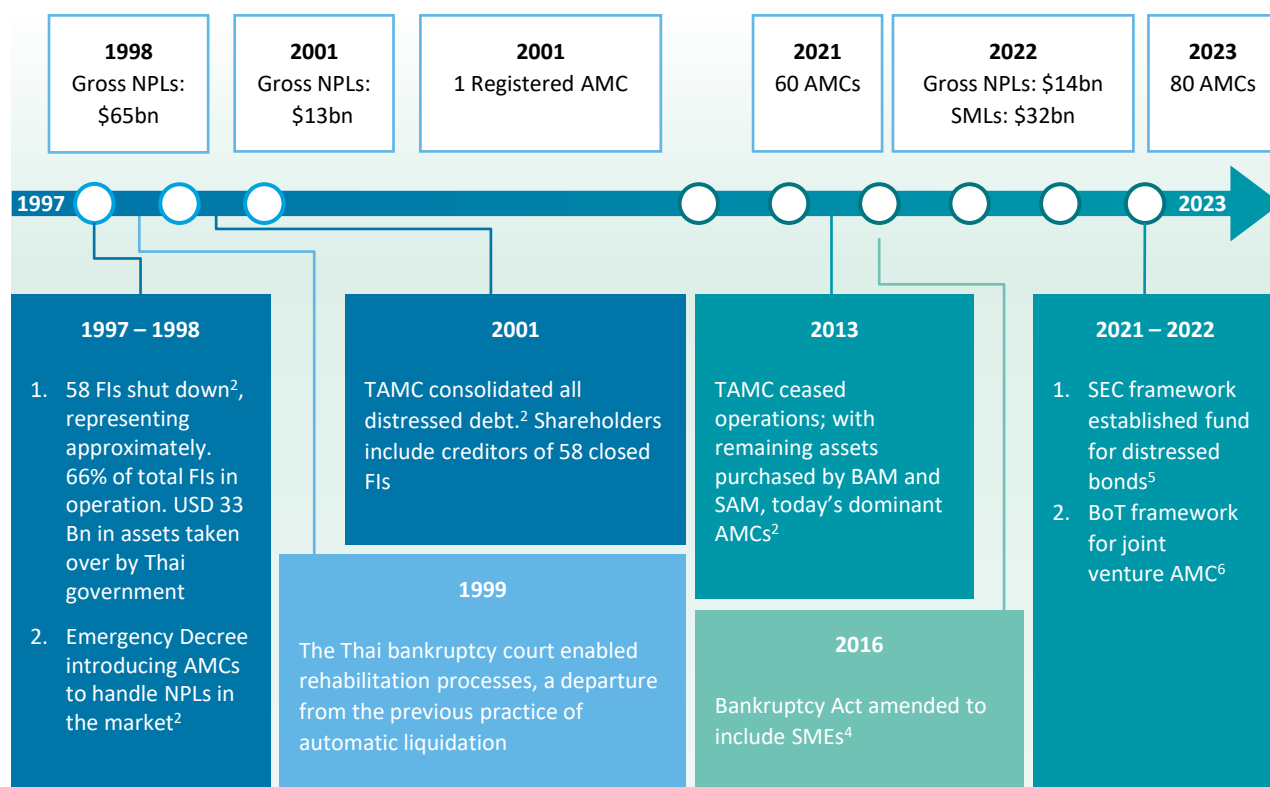 1998
Gross NPLs:
$65bn
2001
Gross NPLs:
$13bn
2001
1 Registered AMC
2021
60 AMCs
2022
Gross NPLs: $14bn
SMLs: $32bn
2023
80 AMCs
1997
2023
1997 – 1998
1. 58 FIs shut down²,
representing
approximately.
66% of total FIs in
operation. USD 33
Bn in assets taken
over by Thai
government
2. Emergency Decree
introducing AMCs
to handle NPLs in
the market²
2001
TAMC consolidated all
distressed debt.² Shareholders
include creditors of 58 closed
FIs
1999
The Thai bankruptcy court enabled
rehabilitation processes, a departure
from the previous practice of
automatic liquidation
2013
TAMC ceased
operations; with
remaining assets
purchased by BAM and
SAM, today’s dominant
AMCs²
2016
Bankruptcy Act amended to
include SMEs⁴
2021 – 2022
1. SEC framework
established fund
for distressed
bonds⁵
2. BoT framework
for joint
venture AMC⁶